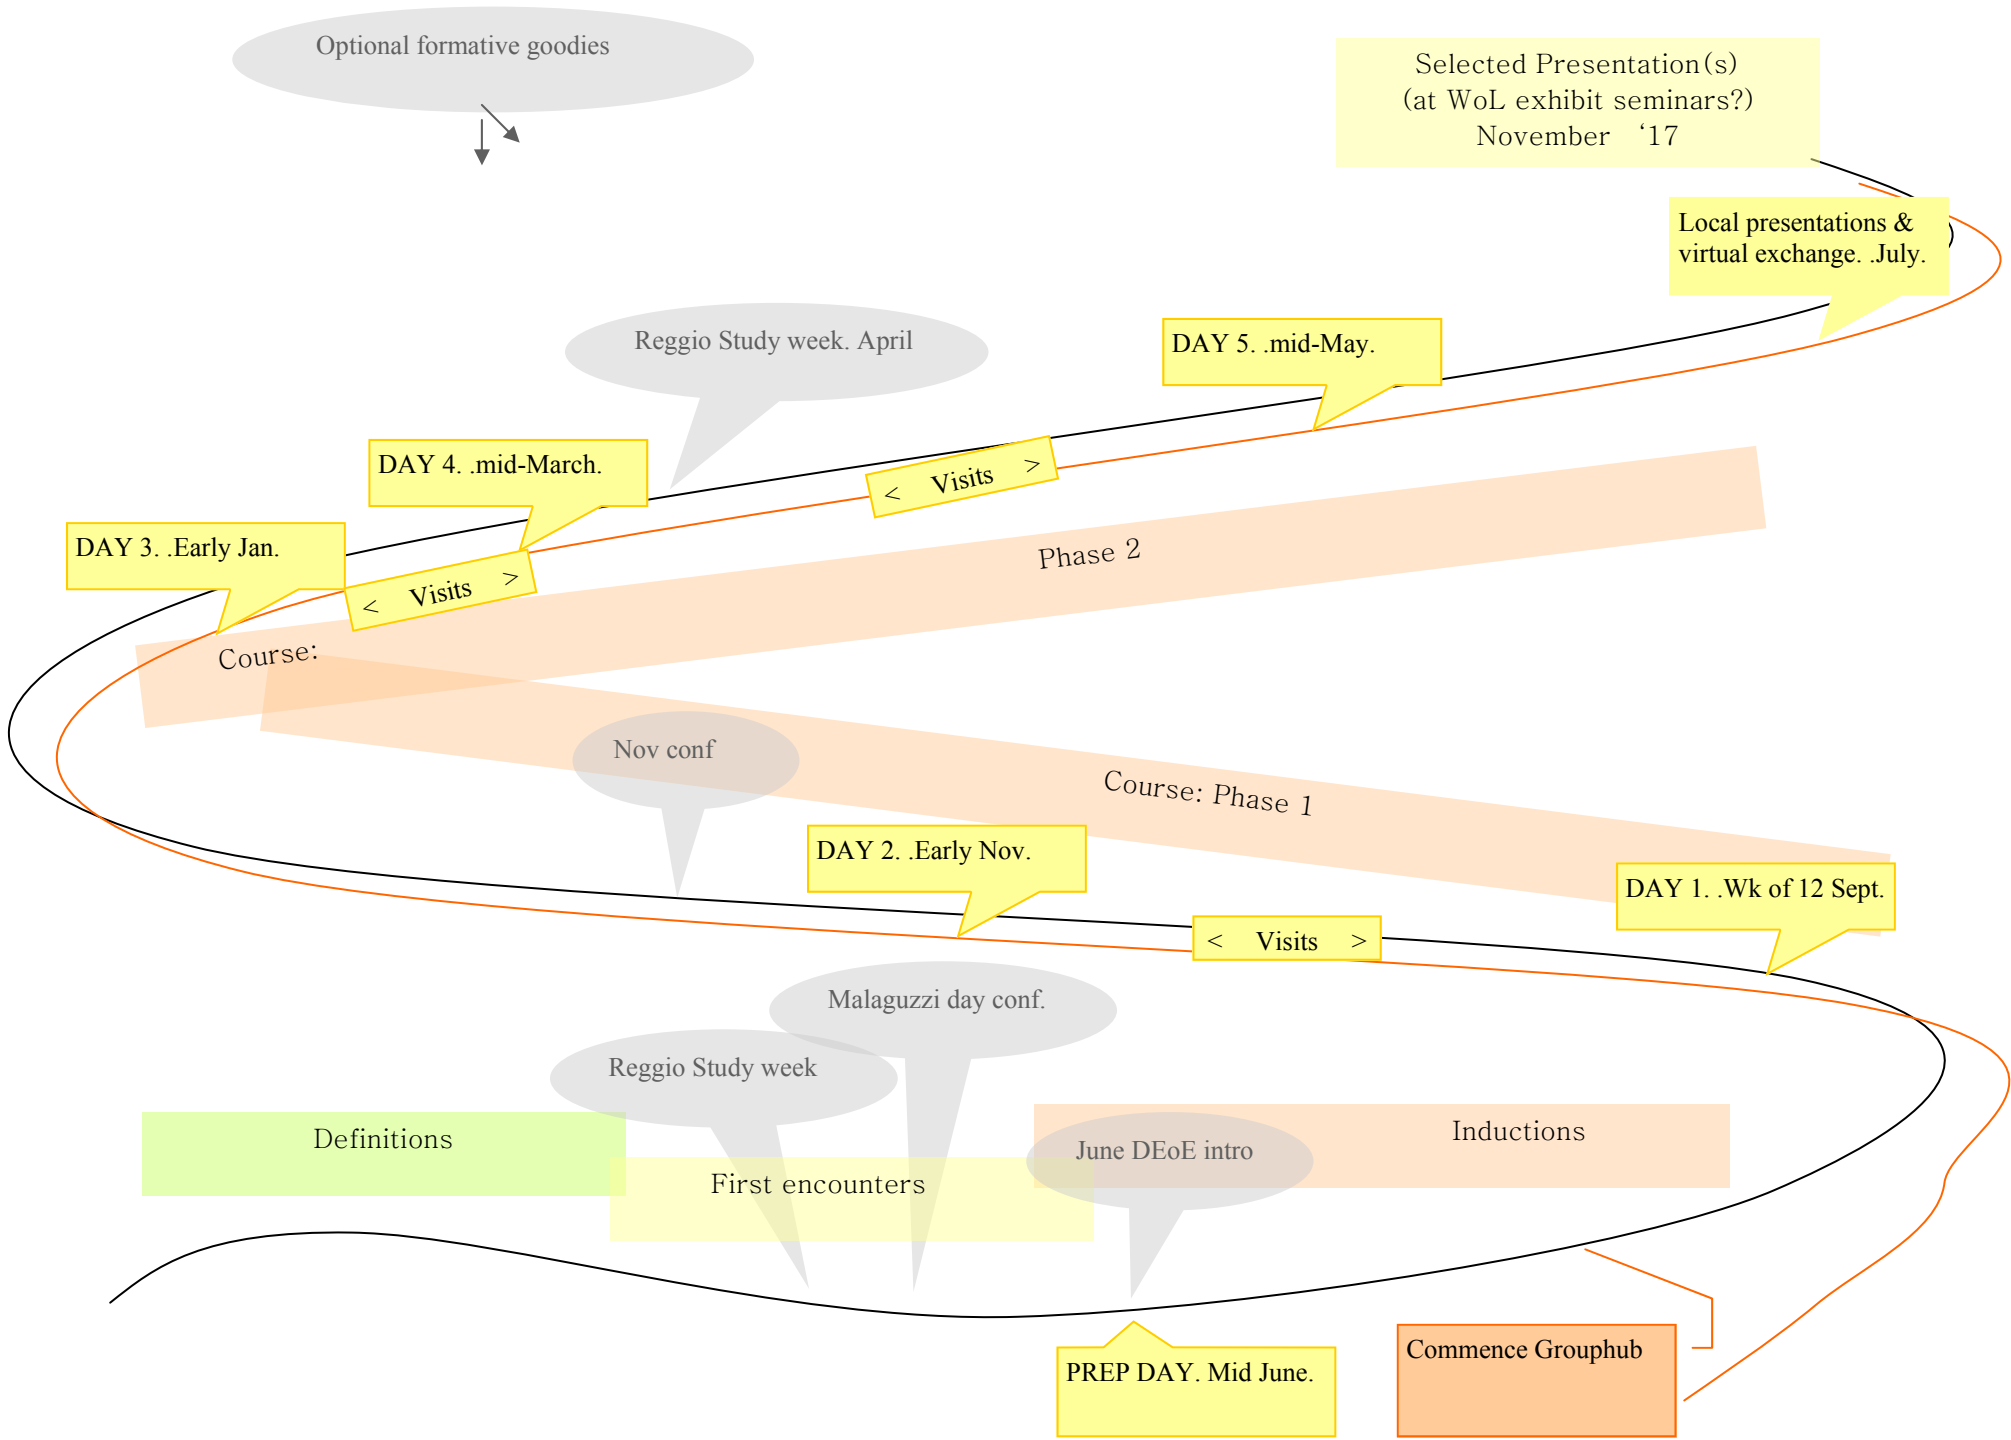 Optional formative goodies
Selected Presentation(s)
(at WoL exhibit seminars?)
November ‘17
Local presentations &
virtual exchange. .July.
Reggio Study week. April
DAY 5. .mid-May.
DAY 4. .mid-March.
< Visits >
DAY 3. .Early Jan.
< Visits >
Course:
Phase 2
Nov conf
Course: Phase 1
DAY 2. .Early Nov.
DAY 1. .Wk of 12 Sept.
< Visits >
Malaguzzi day conf.
Reggio Study week
Definitions
First encounters
June DEoE intro
Inductions
PREP DAY. Mid June.
Commence Grouphub